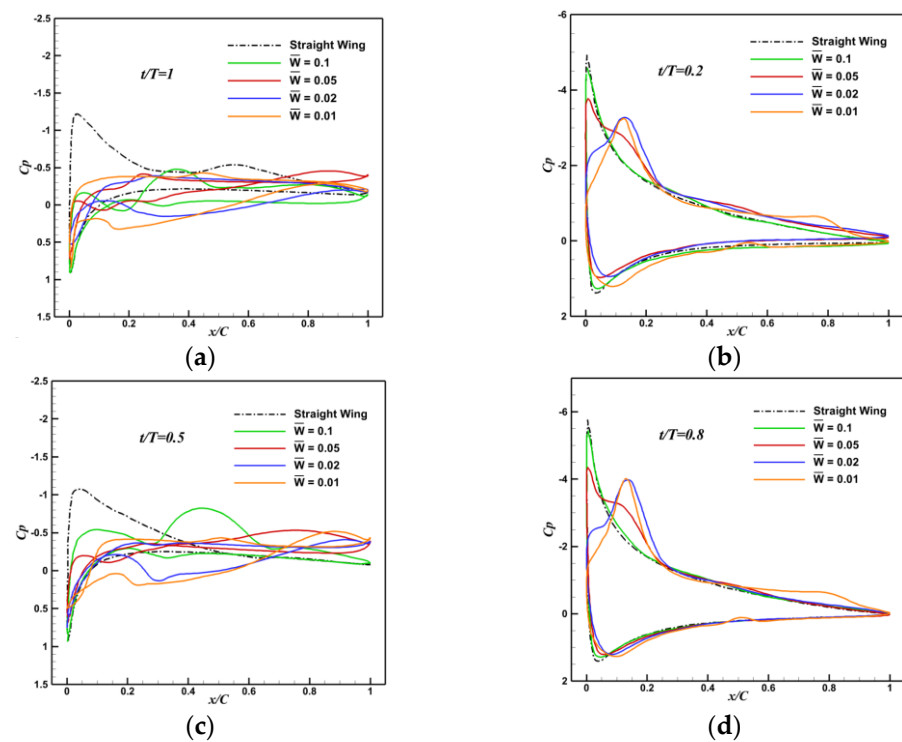 -2.5
-2
-1.5
-1
-0.5
0
0.5
1
1.5
Cp
t/T=1
Straight Wing
W̅ = 0.1
W̅ = 0.05
W̅ = 0.02
W̅ = 0.01
0 0.2 0.4 0.6 0.8 1
x/C
(a)
-6
-4
-2
0
2
Cp
t/T=0.2
Straight Wing
W̅ = 0.1
W̅ = 0.05
W̅ = 0.02
W̅ = 0.01
0 0.2 0.4 0.6 0.8 1
x/C
(b)
-2.5
-2
-1.5
-1
-0.5
0
0.5
1
1.5
Cp
t/T=0.5
Straight Wing
W̅ = 0.1
W̅ = 0.05
W̅ = 0.02
W̅ = 0.01
0 0.2 0.4 0.6 0.8 1
x/C
(c)
-6
-4
-2
0
2
Cp
t/T=0.8
Straight Wing
W̅ = 0.1
W̅ = 0.05
W̅ = 0.02
W̅ = 0.01
0 0.2 0.4 0.6 0.8 1
x/C
(d)